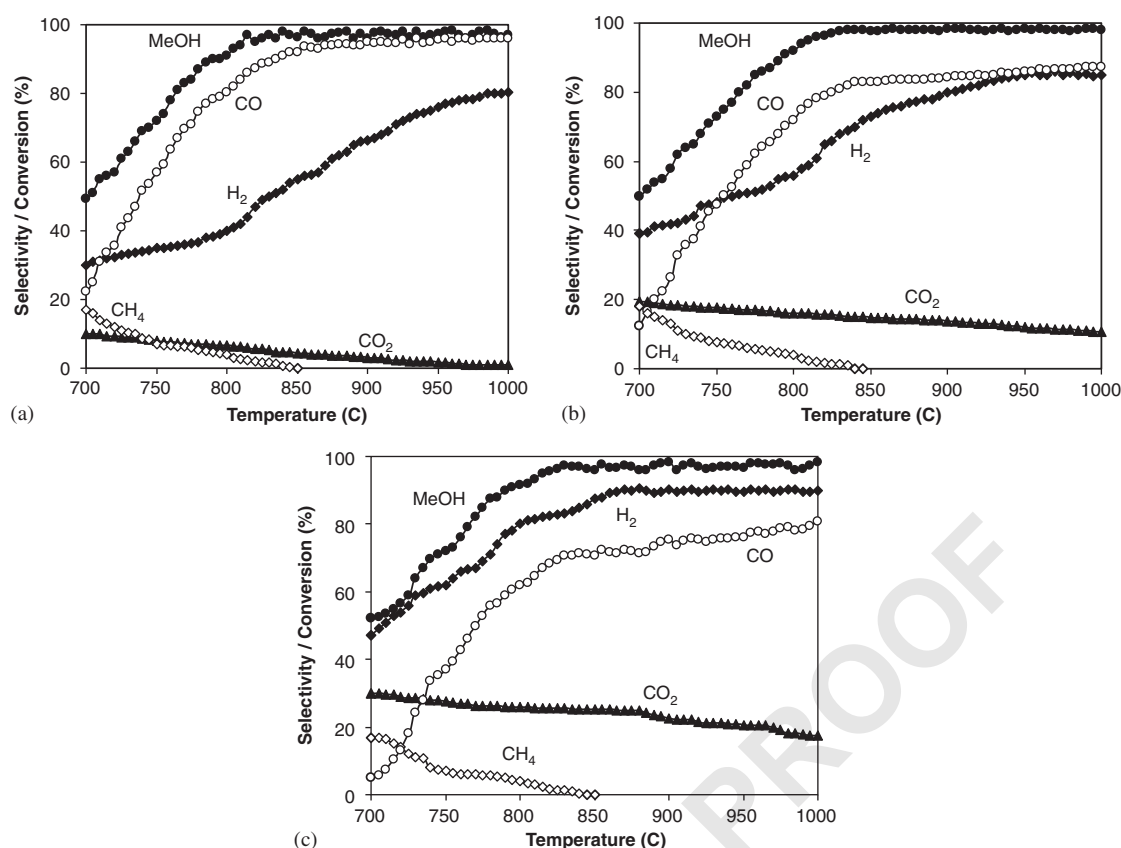 100
80
60
40
20
0
Selectivity / Conversion (%)
MeOH
CO
H2
CH4
CO2
700 750 800 850 900 950 1000
Temperature (C)
(a)
100
80
60
40
20
0
Selectivity / Conversion (%)
MeOH
CO
H2
CO2
CH4
700 750 800 850 900 950 1000
Temperature (C)
(b)
100
80
60
40
20
0
Selectivity / Conversion (%)
MeOH
H2
CO
CO2
CH4
700 750 800 850 900 950 1000
Temperature (C)
(c)
PROOF